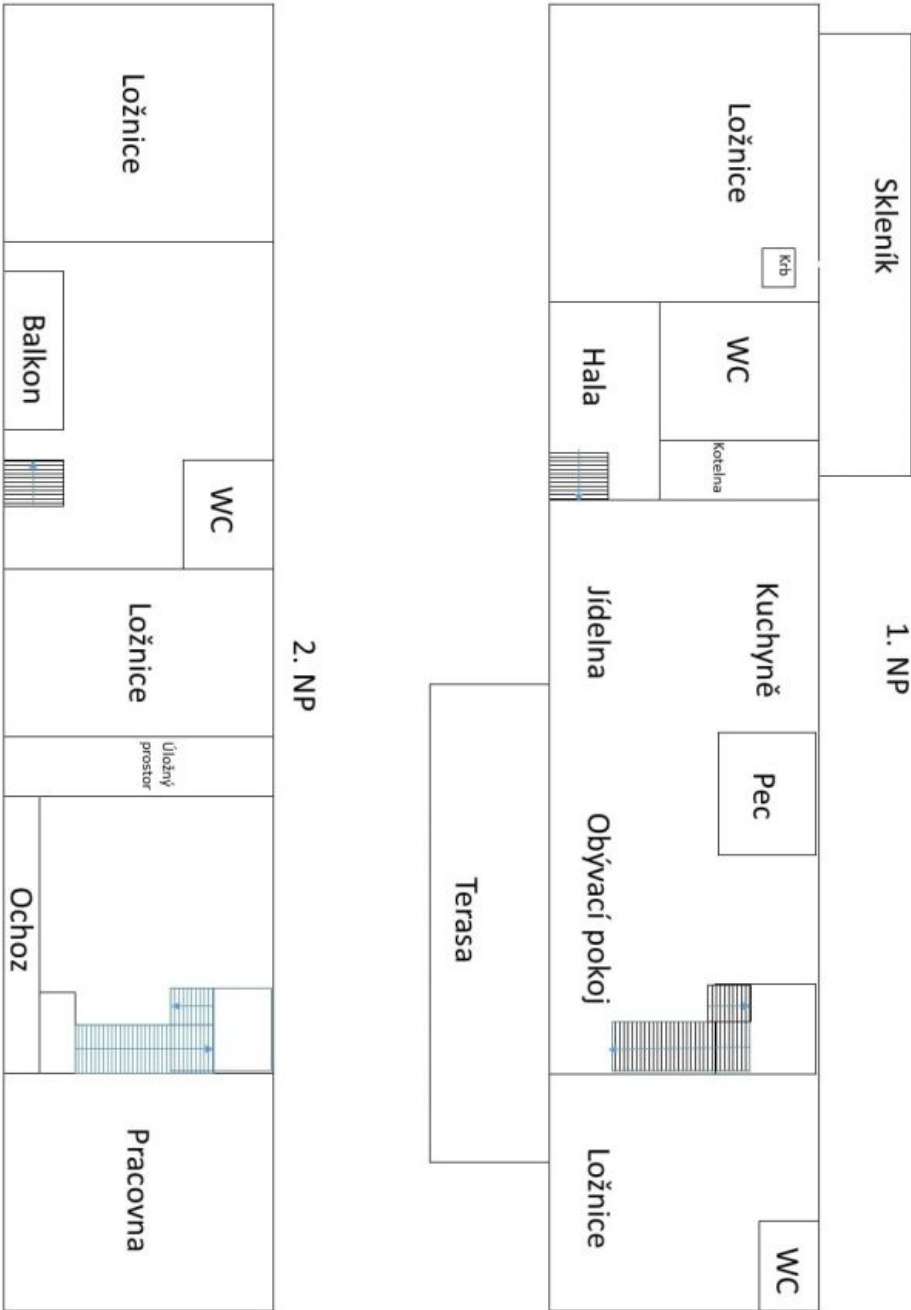 1. NP
Skleník
Ložnice
Krb
WC
Kotelna
Kuchyně
Pec
WC
Hala
Jídelna
Obývací pokoj
Ložnice
Terasa
2. NP
Ložnice
Balkon
WC
Ložnice
Úložný
prostor
Ochoz
Pracovna